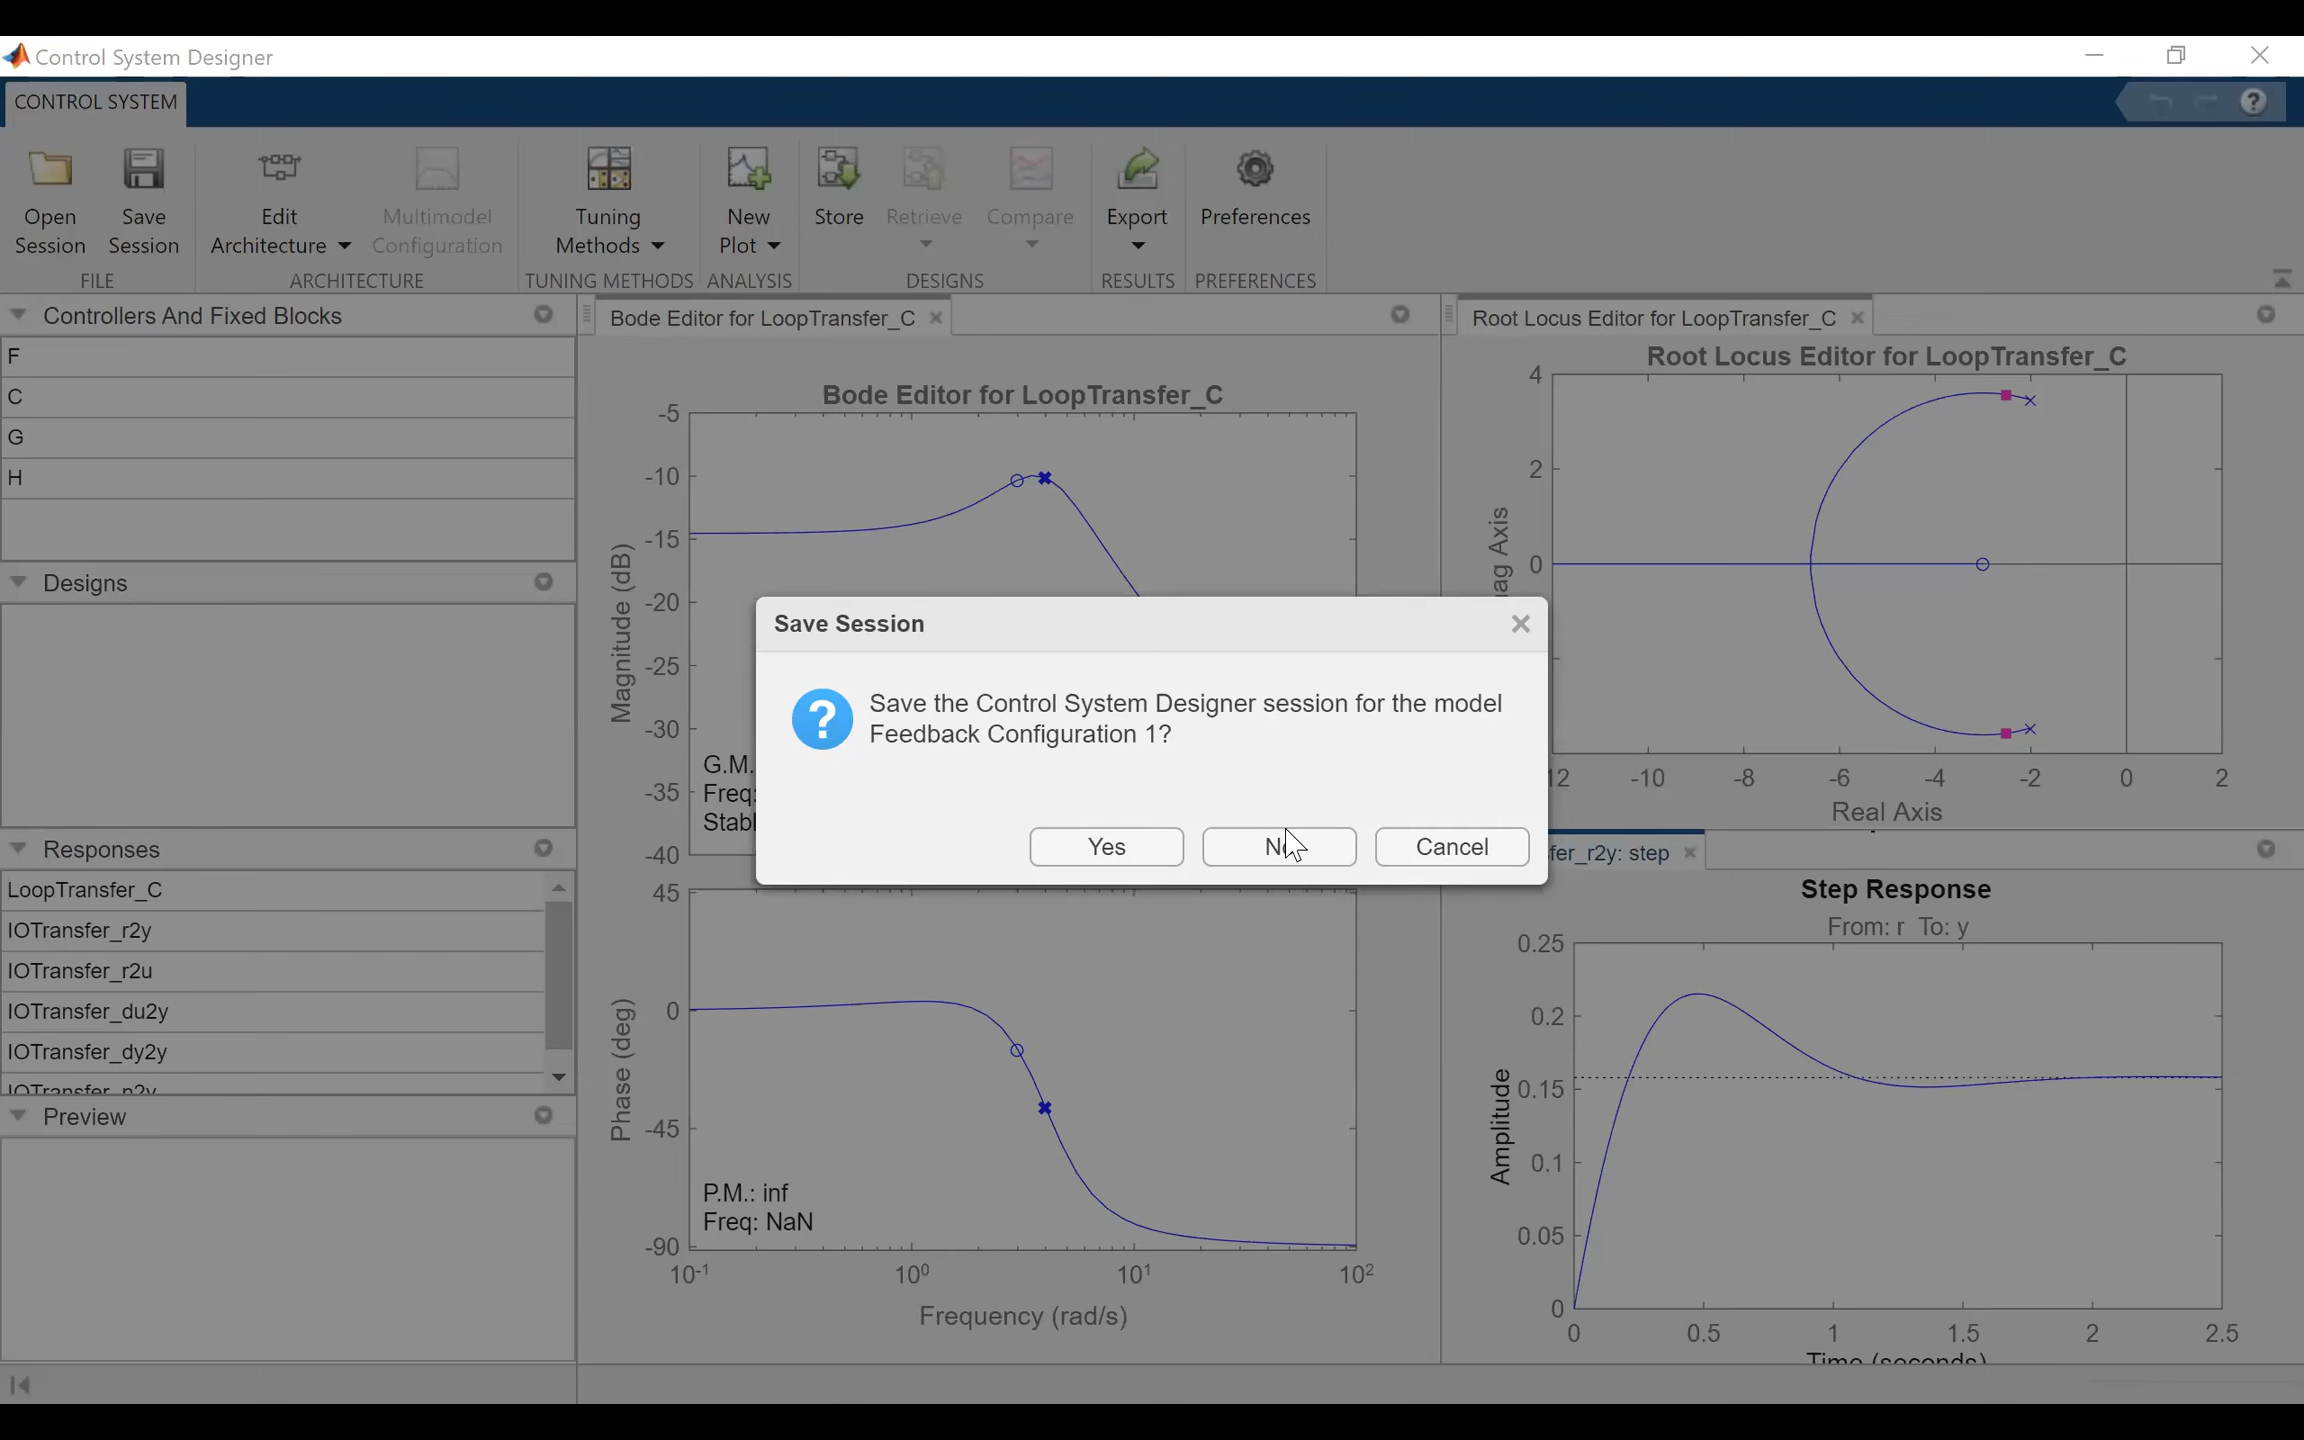 Control System Designer
CONTROL SYSTEM
Open
Session
Save
Session
FILE
Edit
Architecture
Multimodel
Configuration
ARCHITECTURE
Tuning
Methods
TUNING METHODS
New
Plot
ANALYSIS
Store
Retrieve
Compare
DESIGNS
Export
RESULTS
Preferences
PREFERENCES
Controllers And Fixed Blocks
F
C
G
H
Designs
Responses
LoopTransfer_C
IOTransfer_r2y
IOTransfer_r2u
IOTransfer_du2y
IOTransfer_dy2y
IOTransfer_n2y
Preview
Bode Editor for LoopTransfer_C
Bode Editor for LoopTransfer_C
-5
-10
-15
-20
-25
-30
-35
-40
Magnitude (dB)
G.M.
Freq:
Stabl
45
0
-45
-90
Phase (deg)
P.M.: inf
Freq: NaN
10-1
100
101
102
Frequency (rad/s)
Root Locus Editor for LoopTransfer_C
Root Locus Editor for LoopTransfer_C
4
2
0
ag Axis
12 -10 -8 -6 -4 -2 0 2
Real Axis
Save Session
Save the Control System Designer session for the model
Feedback Configuration 1?
Yes
No
Cancel
fer_r2y: step
Step Response
From: r To: y
0.25
0.2
0.15
0.1
0.05
0
Amplitude
0 0.5 1 1.5 2 2.5
Time (seconds)